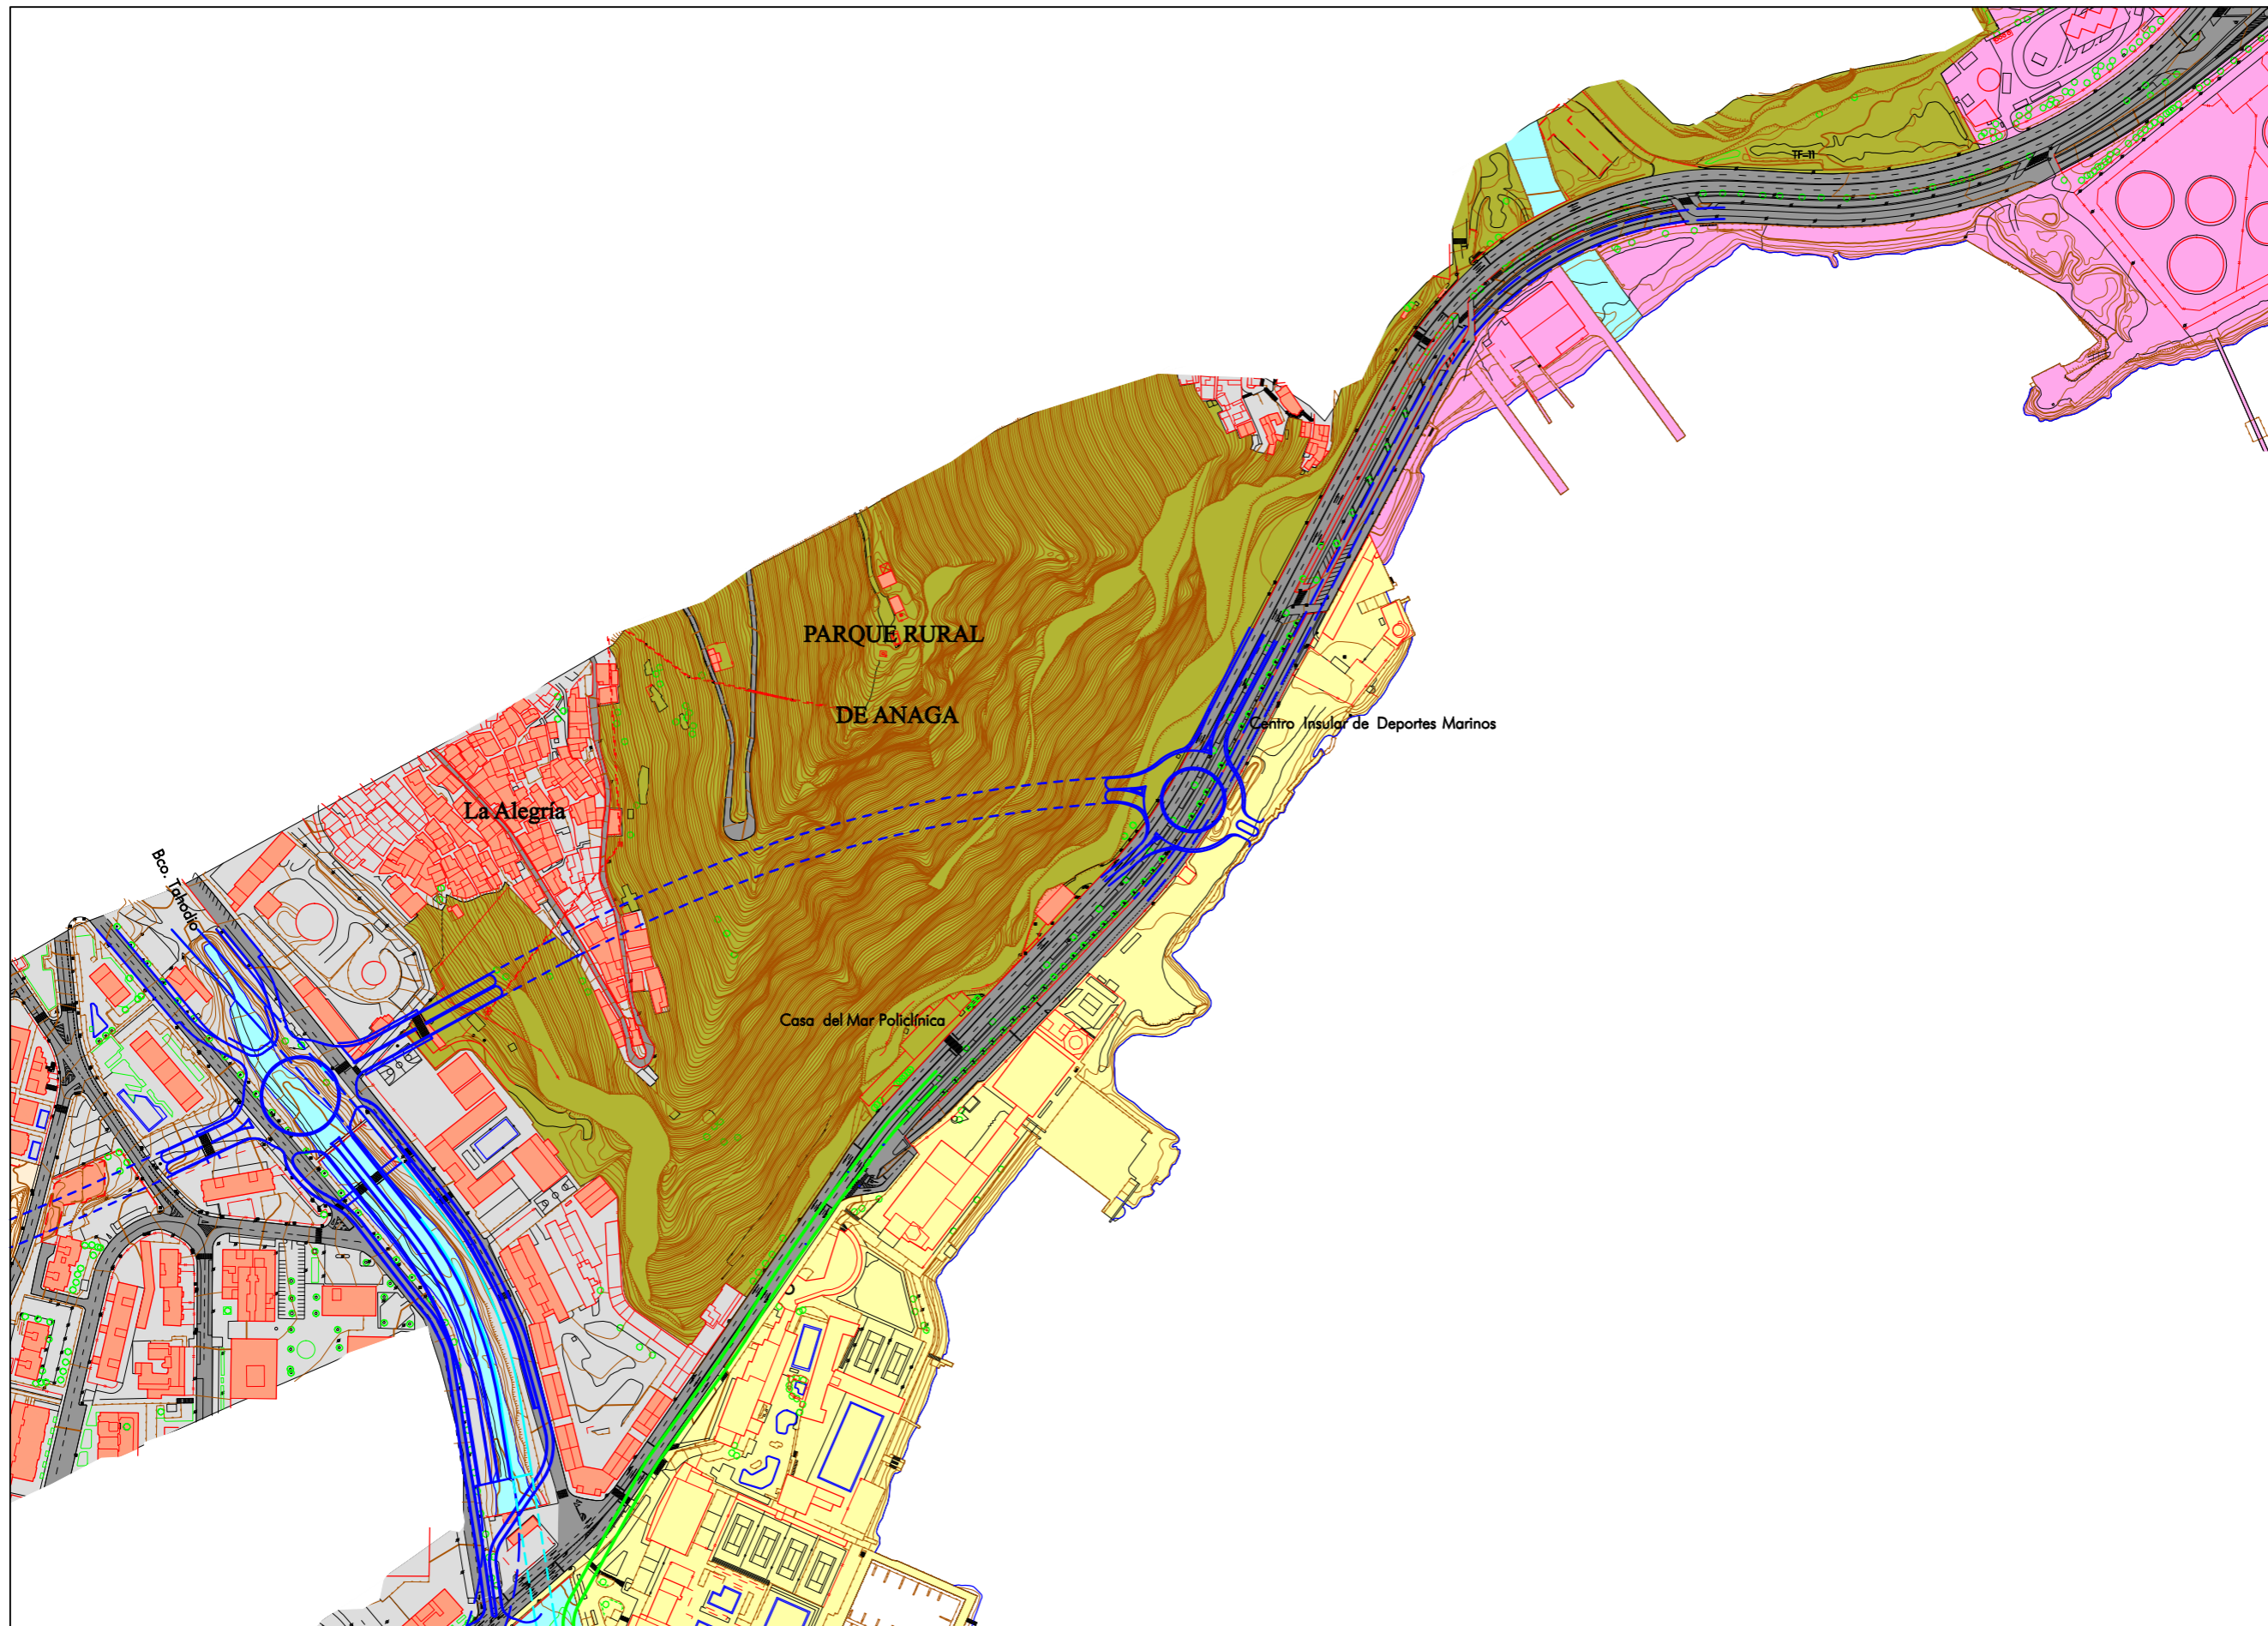 TF-11
PARQUE RURAL
DE ANAGA
Centro Insular de Deportes Marinos
La Alegría
Bco. Tahodio
Casa del Mar Policlínica